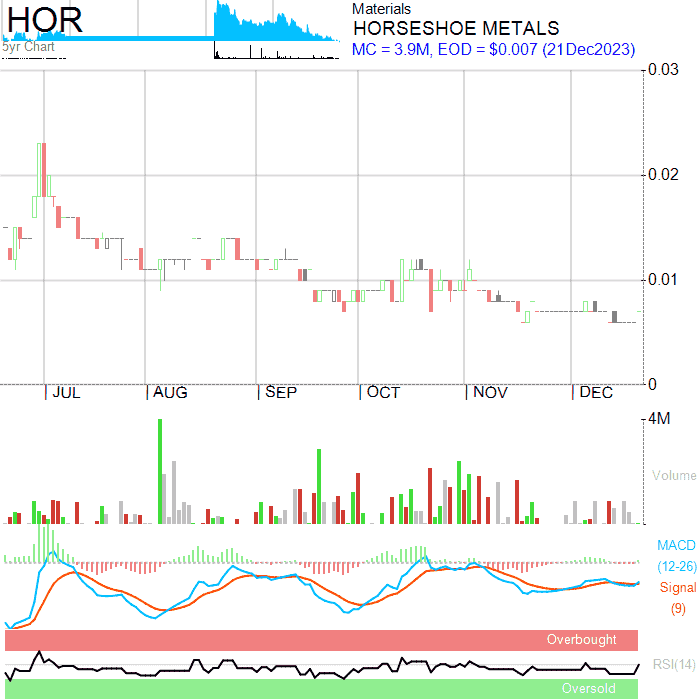 HOR
5yr Chart
Materials
HORSESHOE METALS
MC = 3.9M, EOD = $0.007 (21Dec2023)
0.03
0.02
0.01
0
JUL AUG SEP OCT NOV DEC
4M
Volume
MACD
(12-26)
Signal
(9)
Overbought
RSI(14)
Oversold